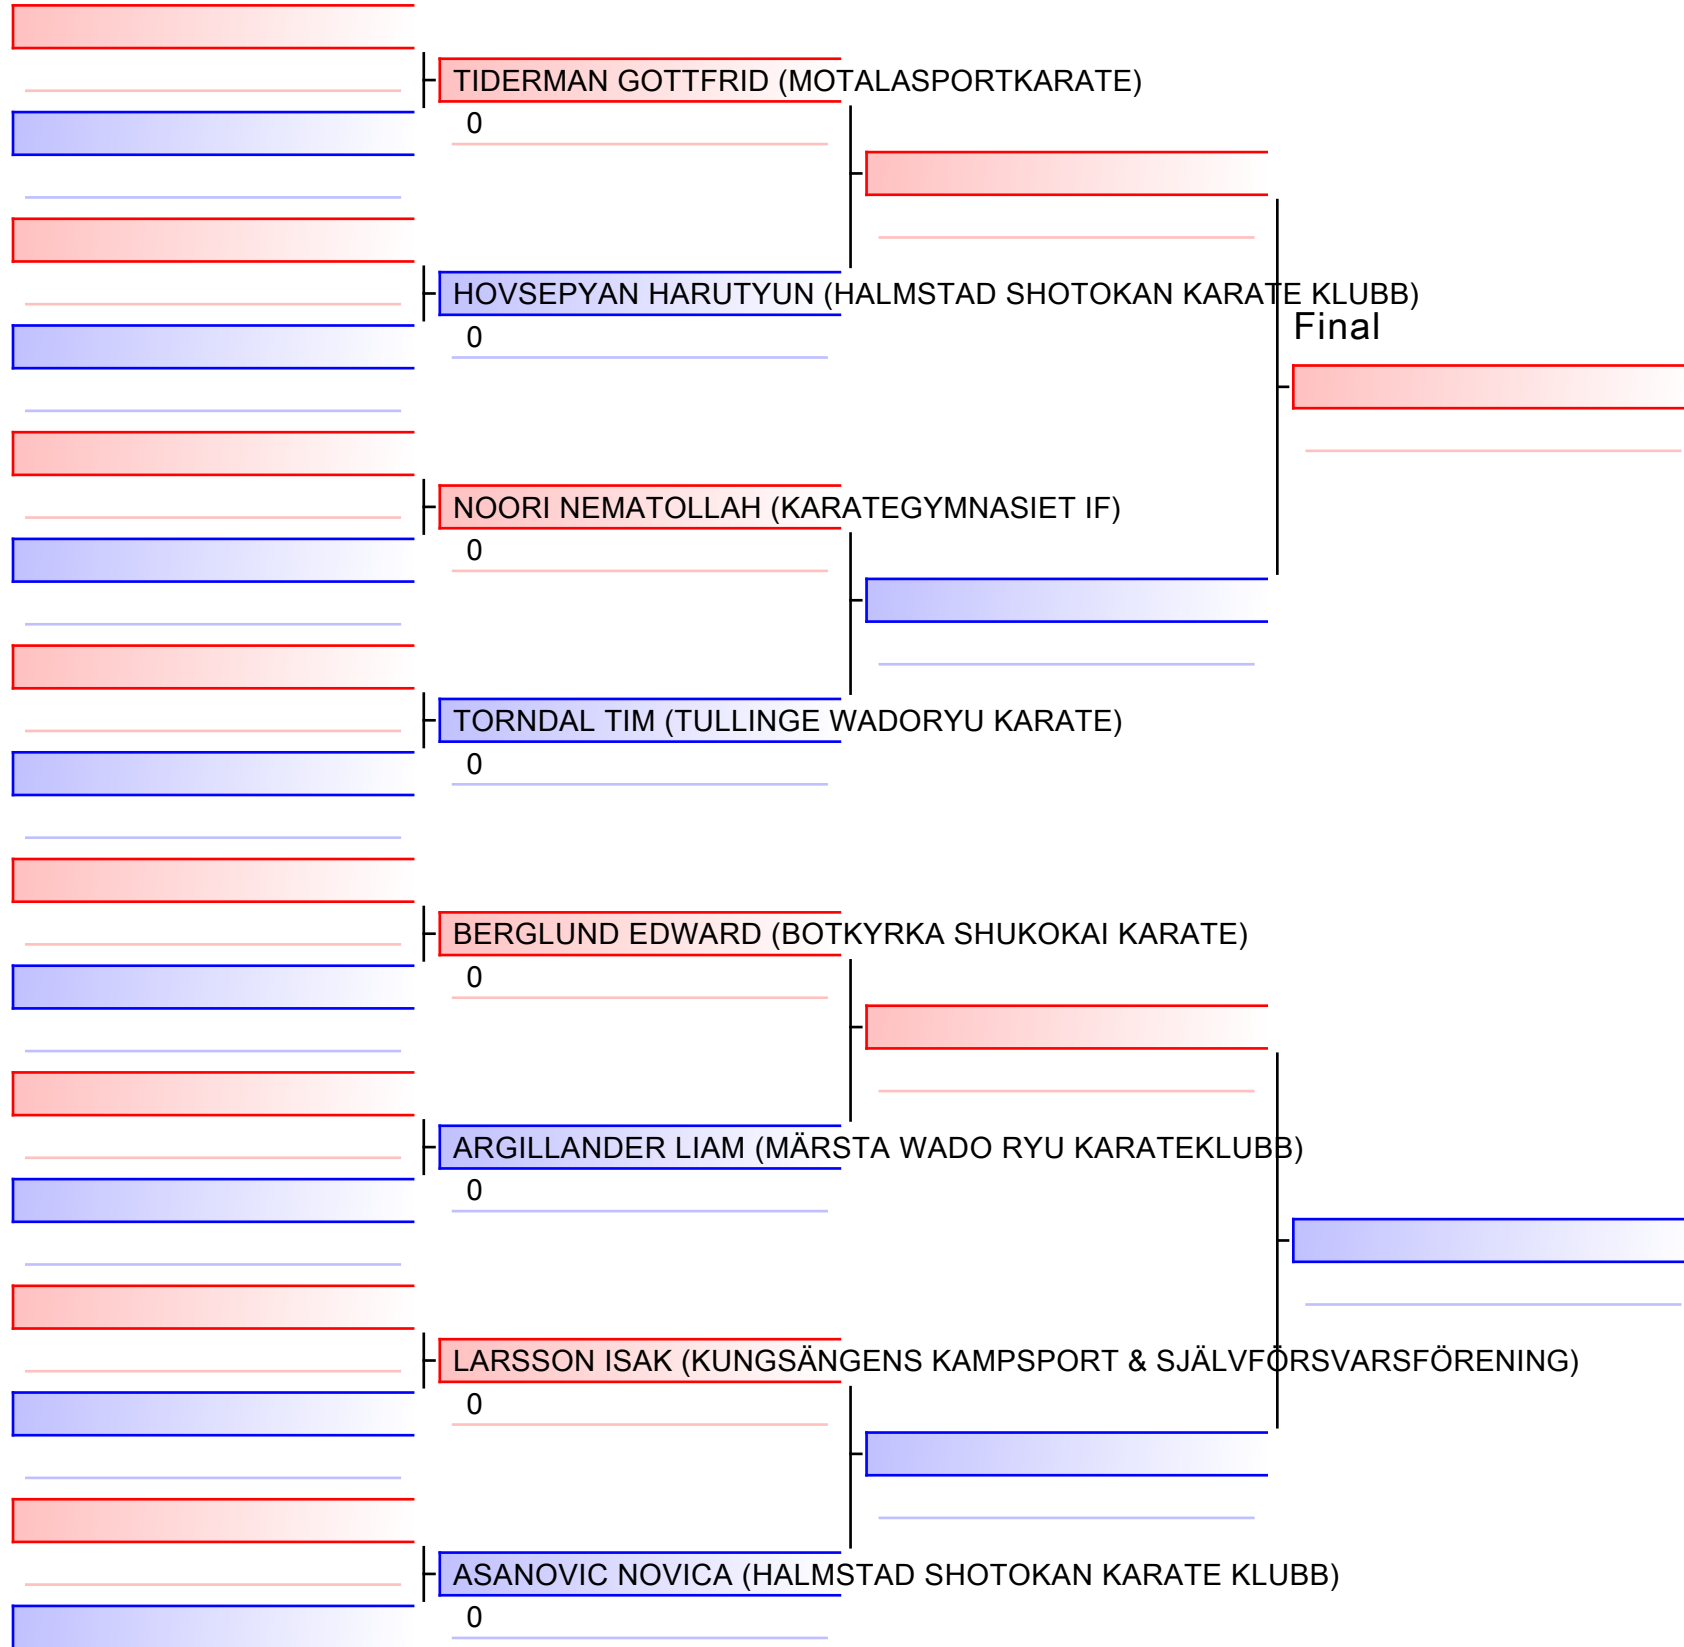 TIDERMAN GOTTFRID (MOTALASPORTKARATE)
0
HOVSEPYAN HARUTYUN (HALMSTAD SHOTOKAN KARATE KLUBB)
Final
0
NOORI NEMATOLLAH (KARATEGYMNASIET IF)
0
TORNDAL TIM (TULLINGE WADORYU KARATE)
0
BERGLUND EDWARD (BOTKYRKA SHUKOKAI KARATE)
0
ARGILLANDER LIAM (MÄRSTA WADO RYU KARATEKLUBB)
0
LARSSON ISAK (KUNGSÄNGENS KAMPSPORT & SJÄLVFÖRSVARSFÖRENING)
0
ASANOVIC NOVICA (HALMSTAD SHOTOKAN KARATE KLUBB)
0